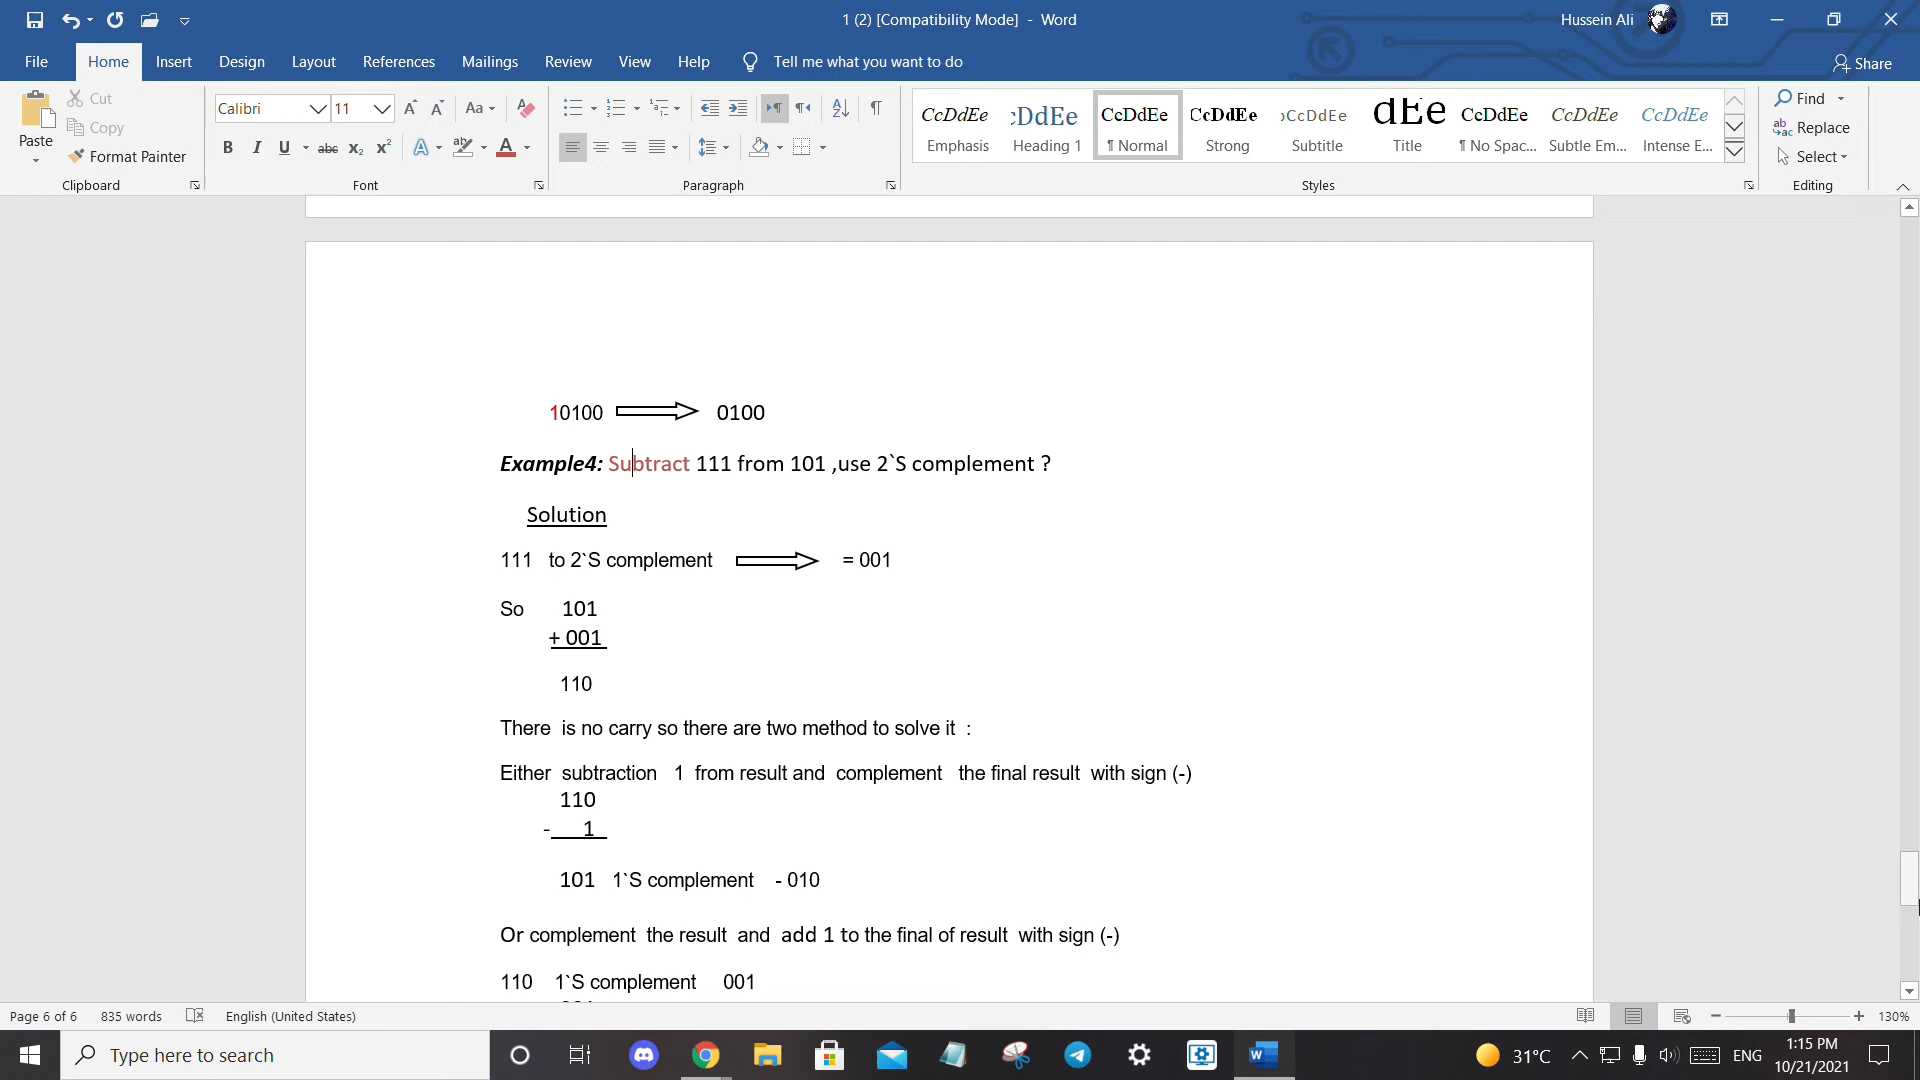 1 (2) [Compatibility Mode] - Word
Hussein Ali
File Home Insert Design Layout References Mailings Review View Help Tell me what you want to do
Share
Paste
Cut
Copy
Format Painter
Clipboard
Calibri 11
Font
Paragraph
CcDdEe Emphasis
cDdEe Heading 1
CcDdEe ¶ Normal
CcDdEe Strong
CcDdEe Subtitle
dEe Title
CcDdEe ¶ No Spac...
CcDdEe Subtle Em...
CcDdEe Intense E...
Styles
Find
Replace
Select
Editing
10100 0100
Example4: Subtract 111 from 101 ,use 2`S complement ?
Solution
111 to 2`S complement = 001
So 101
+ 001
110
There is no carry so there are two method to solve it :
Either subtraction 1 from result and complement the final result with sign (-)
110
- 1
101 1`S complement - 010
Or complement the result and add 1 to the final of result with sign (-)
110 1`S complement 001
Page 6 of 6 835 words English (United States) 130%
Type here to search
31°C ENG
1:15 PM
10/21/2021